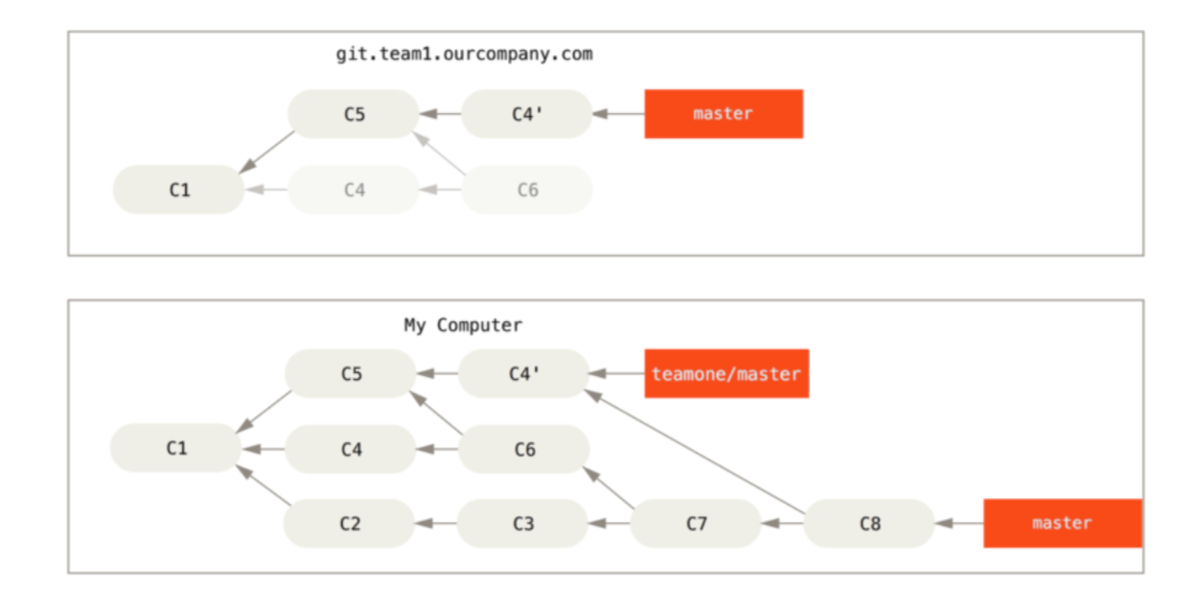 git.team1.ourcompany.com
C5 C4' master
C1 C4 C6
My Computer
C5 C4' teamone/master
C1 C4 C6
C2 C3 C7 C8 master